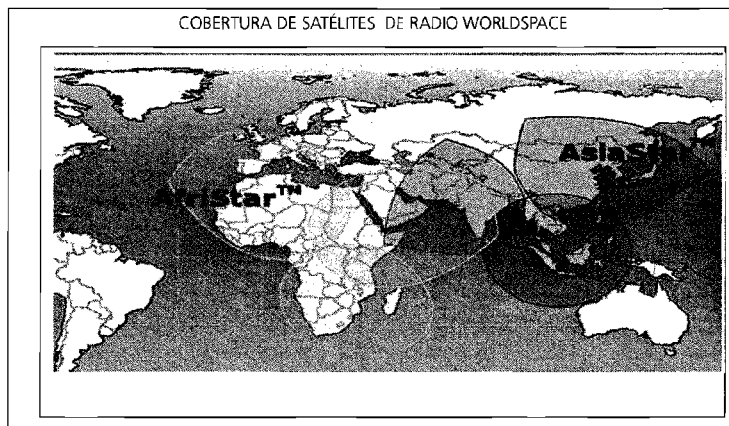 COBERTURA DE SATÉLITES DE RADIO WORLDSPACE
AsiaStar™
AfriStar™